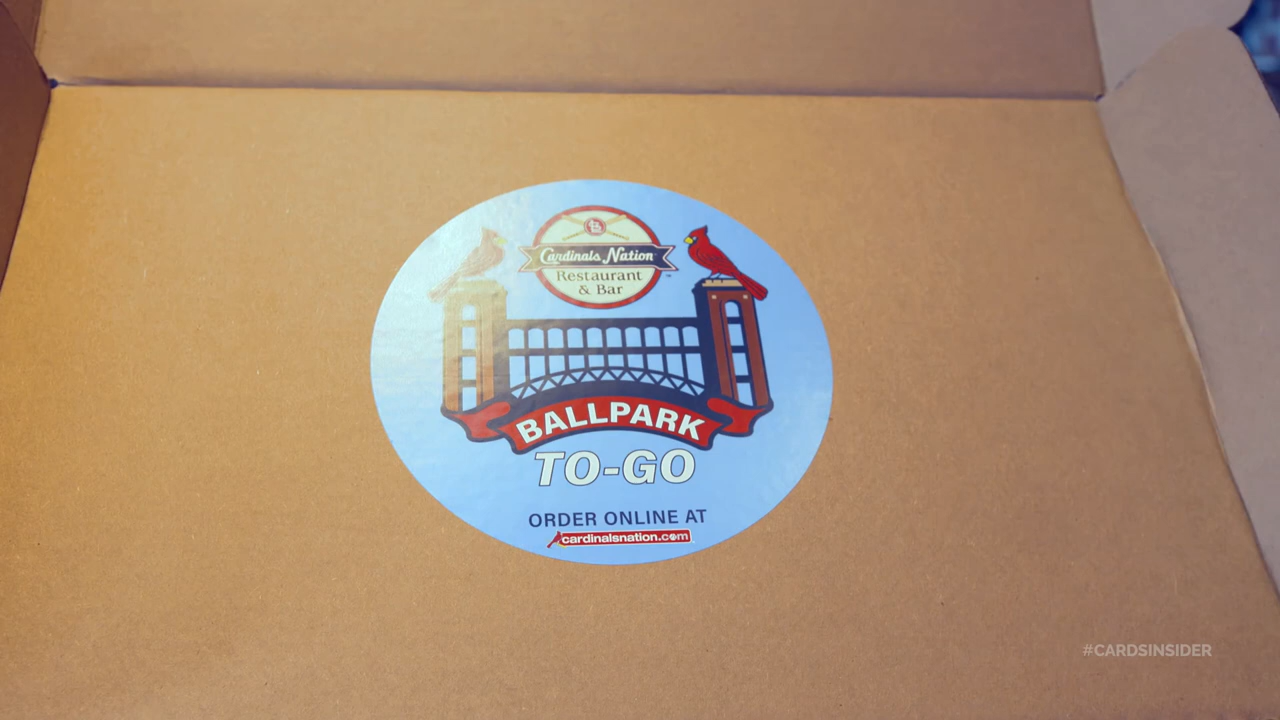 Cardinals Nation
Restaurant
& Bar
BALLPARK
TO-GO
ORDER ONLINE AT
cardinalsnation.com
#CARDSINSIDER